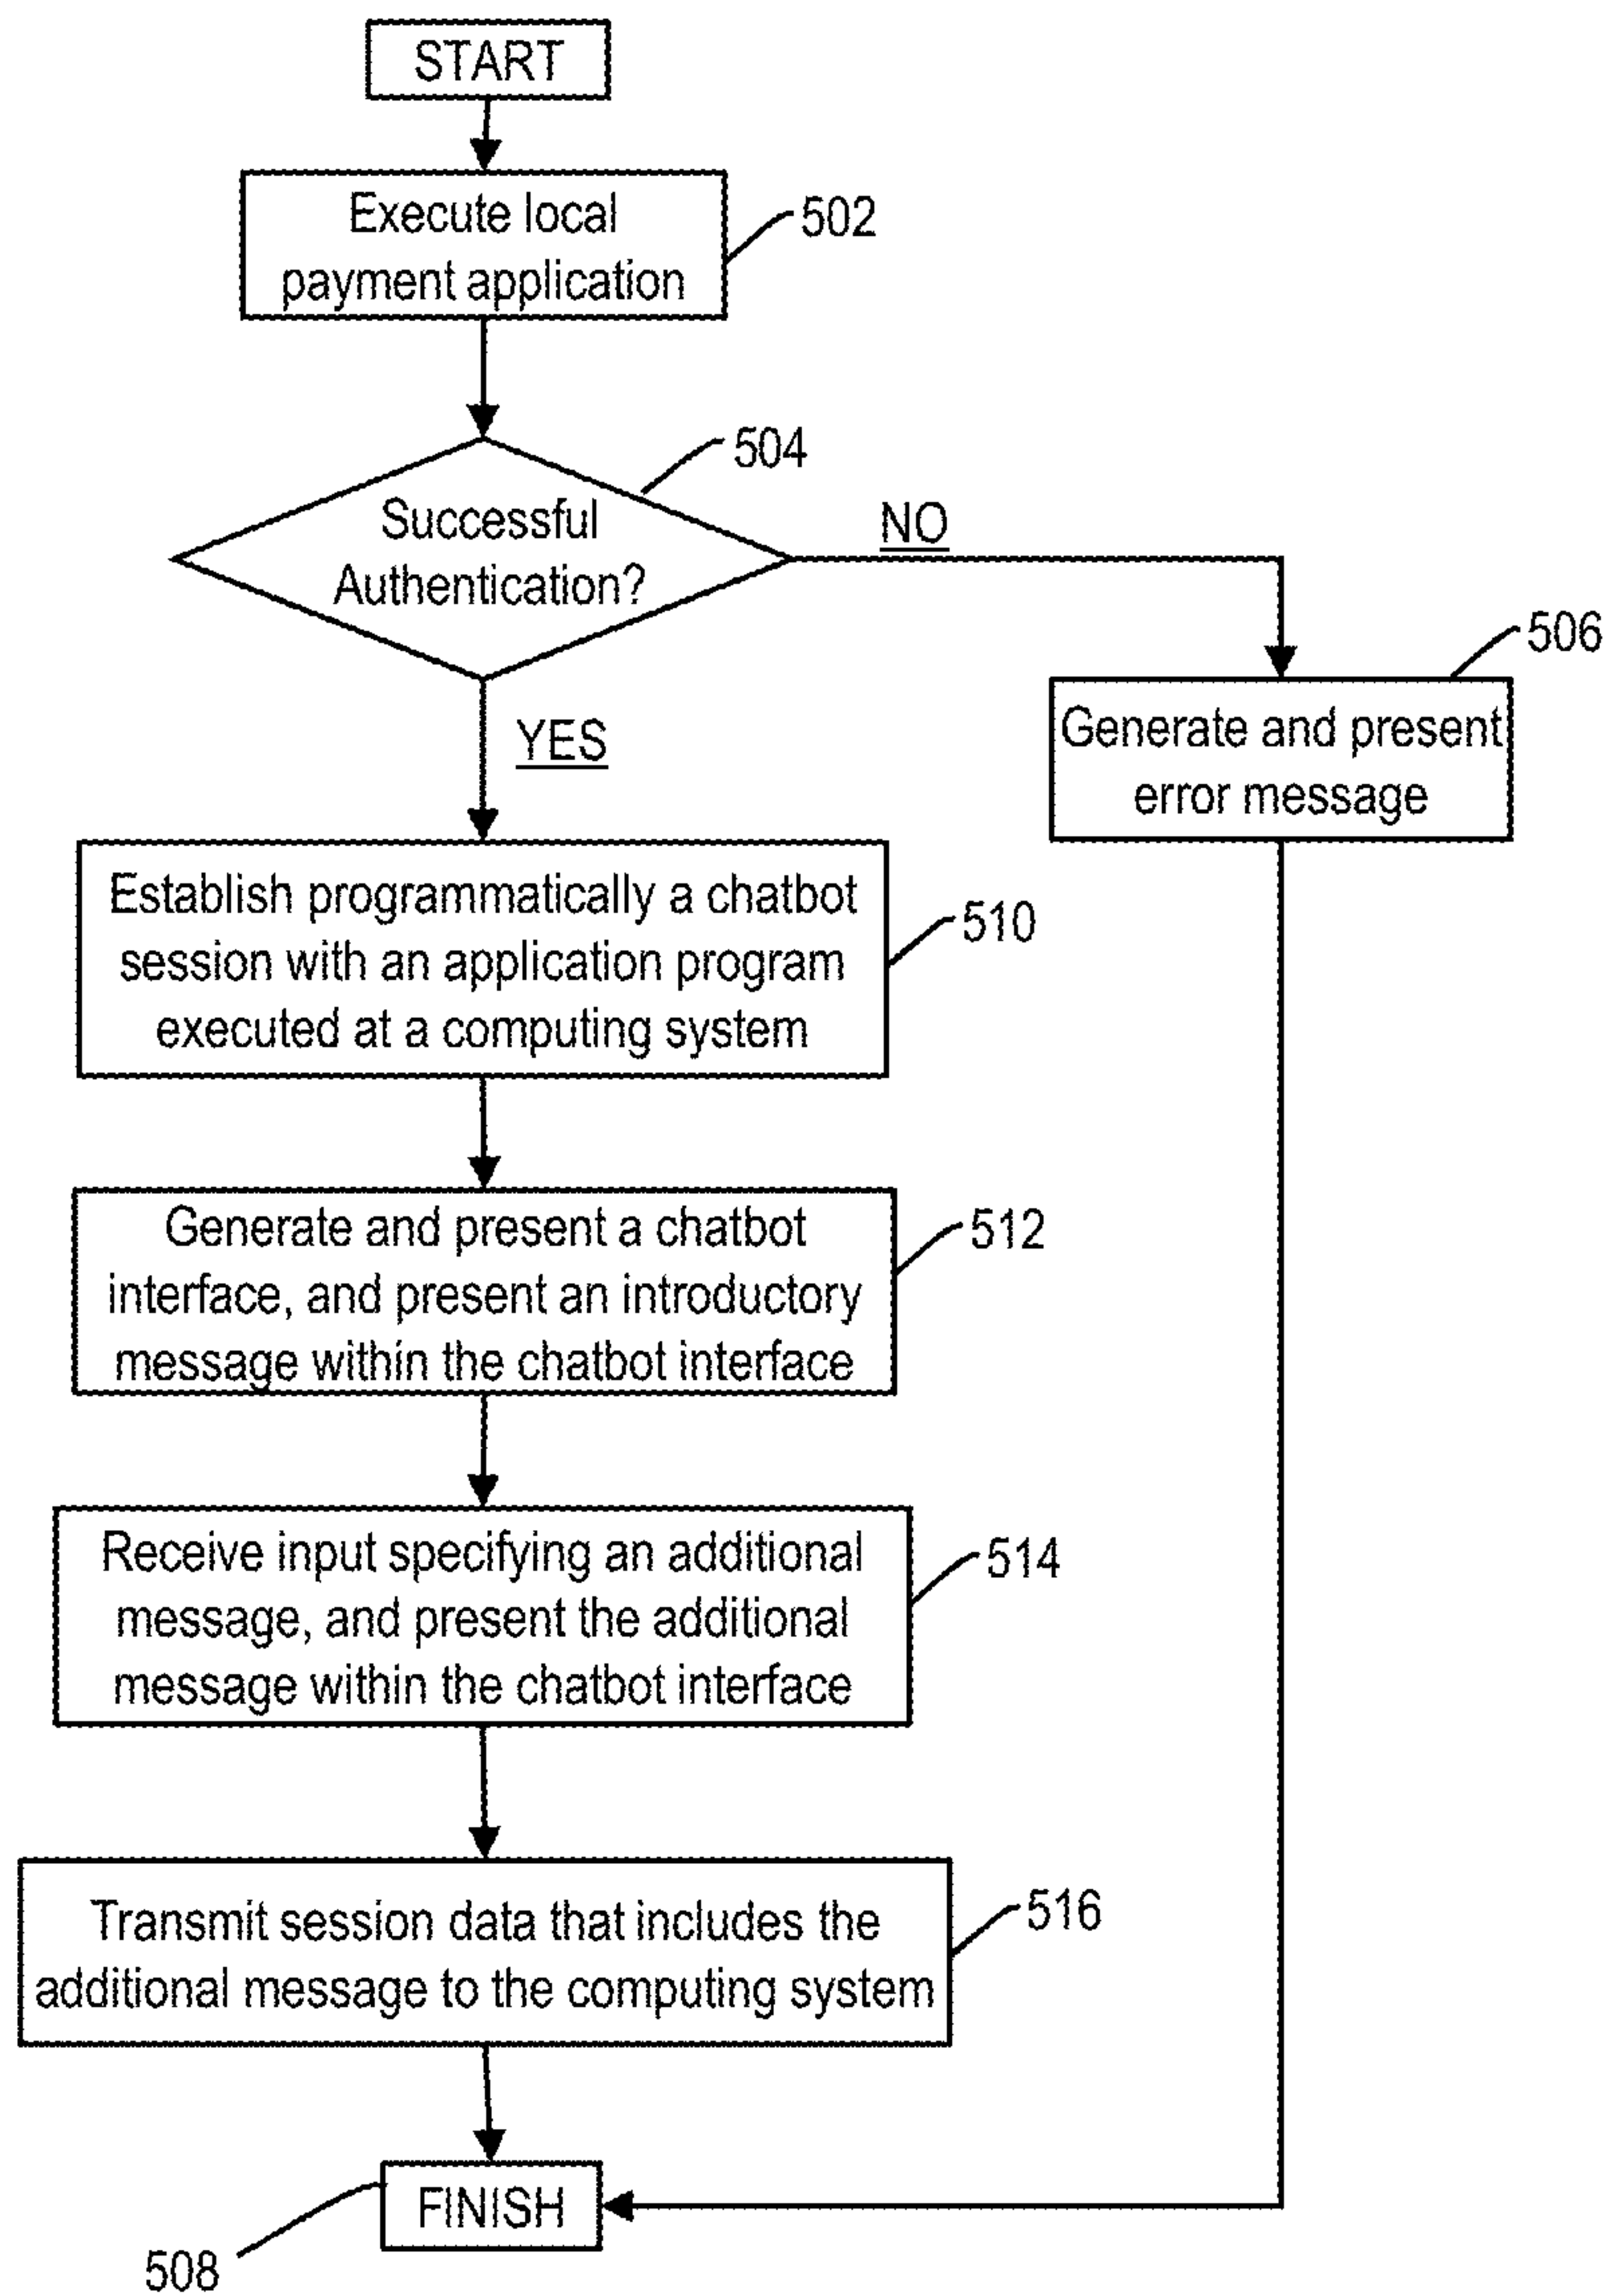 START
Execute local
payment application
502
504
Successful
Authentication?
NO
506
Generate and present
error message
YES
Establish programmatically a chatbot
session with an application program
executed at a computing system
510
Generate and present a chatbot
interface, and present an introductory
message within the chatbot interface
512
Receive input specifying an additional
message, and present the additional
message within the chatbot interface
514
Transmit session data that includes the
additional message to the computing system
516
FINISH
508